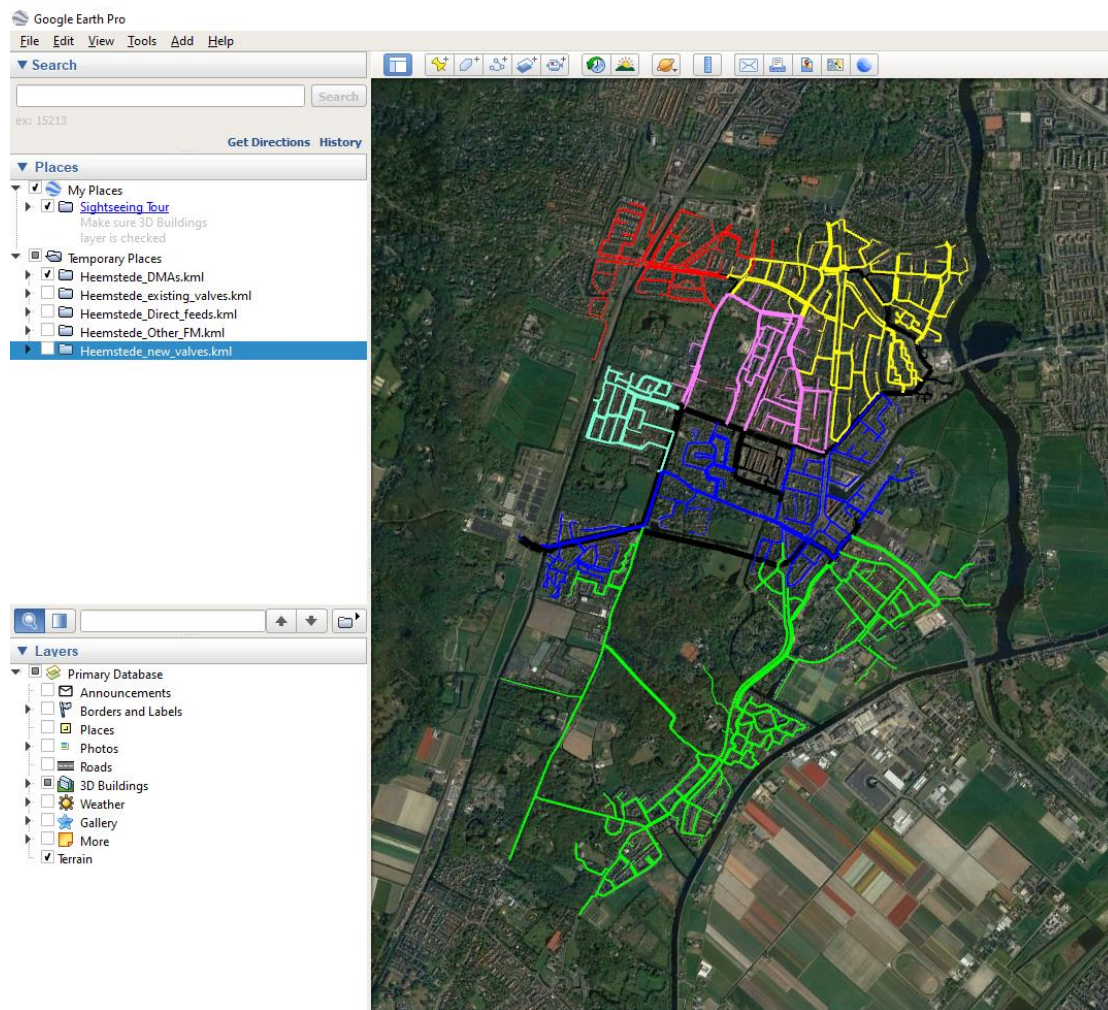 Google Earth Pro
File Edit View Tools Add Help
Search
Search
ex: 15213
Get Directions History
Places
My Places
Sightseeing Tour
Make sure 3D Buildings
layer is checked
Temporary Places
Heemstede_DMAs.kml
Heemstede_existing_valves.kml
Heemstede_Direct_feeds.kml
Heemstede_Other_FM.kml
Heemstede_new_valves.kml
Layers
Primary Database
Announcements
Borders and Labels
Places
Photos
Roads
3D Buildings
Weather
Gallery
More
Terrain